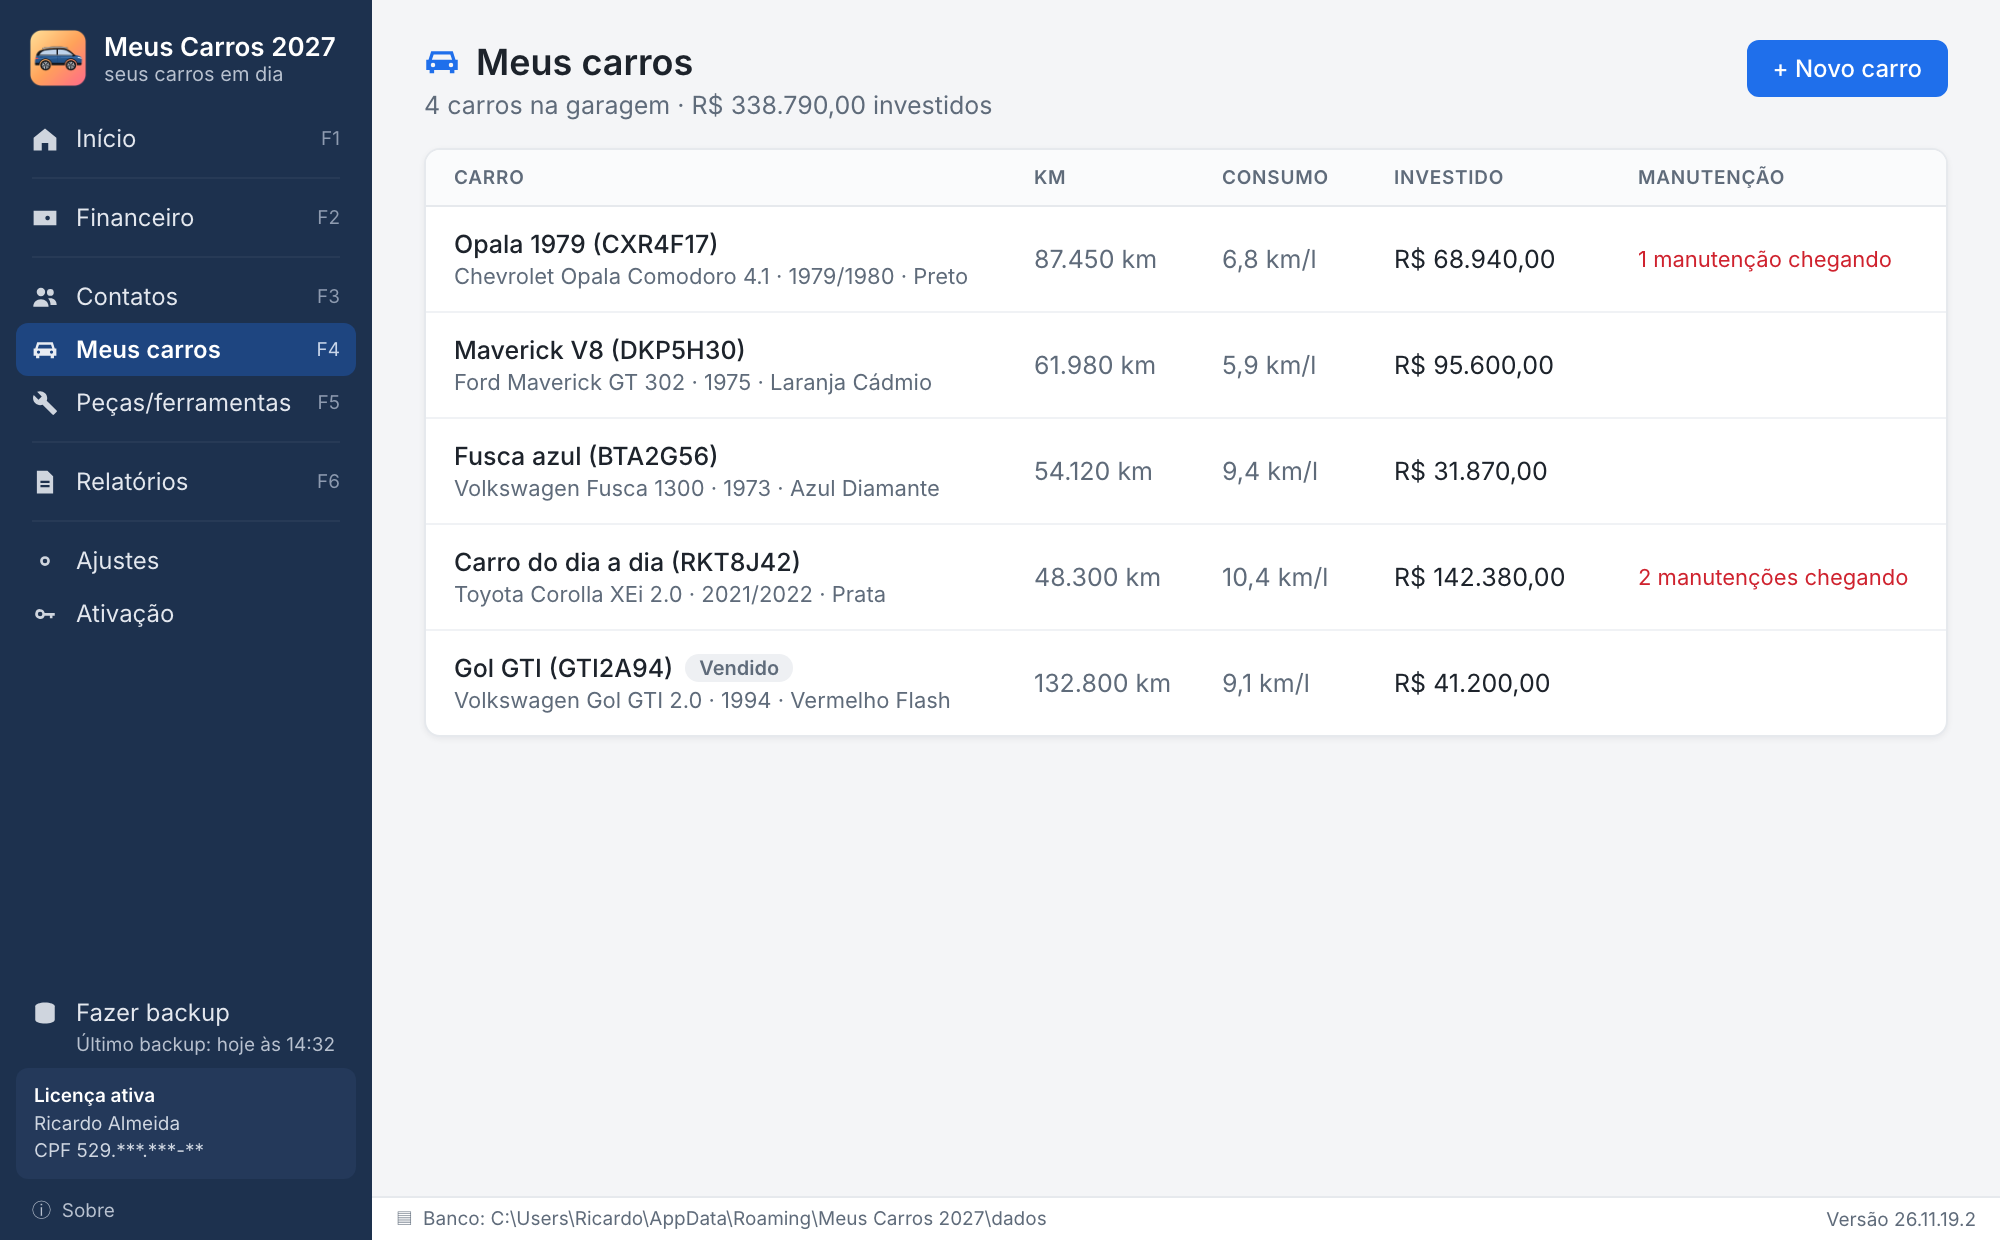 Meus Carros 2027
seus carros em dia
Início F1
Financeiro F2
Contatos F3
Meus carros F4
Peças/ferramentas F5
Relatórios F6
Ajustes
Ativação
Fazer backup
Último backup: hoje às 14:32
Licença ativa
Ricardo Almeida
CPF 529.***.***-**
Sobre
Meus carros
4 carros na garagem · R$ 338.790,00 investidos
+ Novo carro
CARRO KM CONSUMO INVESTIDO MANUTENÇÃO
Opala 1979 (CXR4F17)
Chevrolet Opala Comodoro 4.1 · 1979/1980 · Preto
87.450 km 6,8 km/l R$ 68.940,00 1 manutenção chegando
Maverick V8 (DKP5H30)
Ford Maverick GT 302 · 1975 · Laranja Cádmio
61.980 km 5,9 km/l R$ 95.600,00
Fusca azul (BTA2G56)
Volkswagen Fusca 1300 · 1973 · Azul Diamante
54.120 km 9,4 km/l R$ 31.870,00
Carro do dia a dia (RKT8J42)
Toyota Corolla XEi 2.0 · 2021/2022 · Prata
48.300 km 10,4 km/l R$ 142.380,00 2 manutenções chegando
Gol GTI (GTI2A94) Vendido
Volkswagen Gol GTI 2.0 · 1994 · Vermelho Flash
132.800 km 9,1 km/l R$ 41.200,00
Banco: C:\Users\Ricardo\AppData\Roaming\Meus Carros 2027\dados
Versão 26.11.19.2